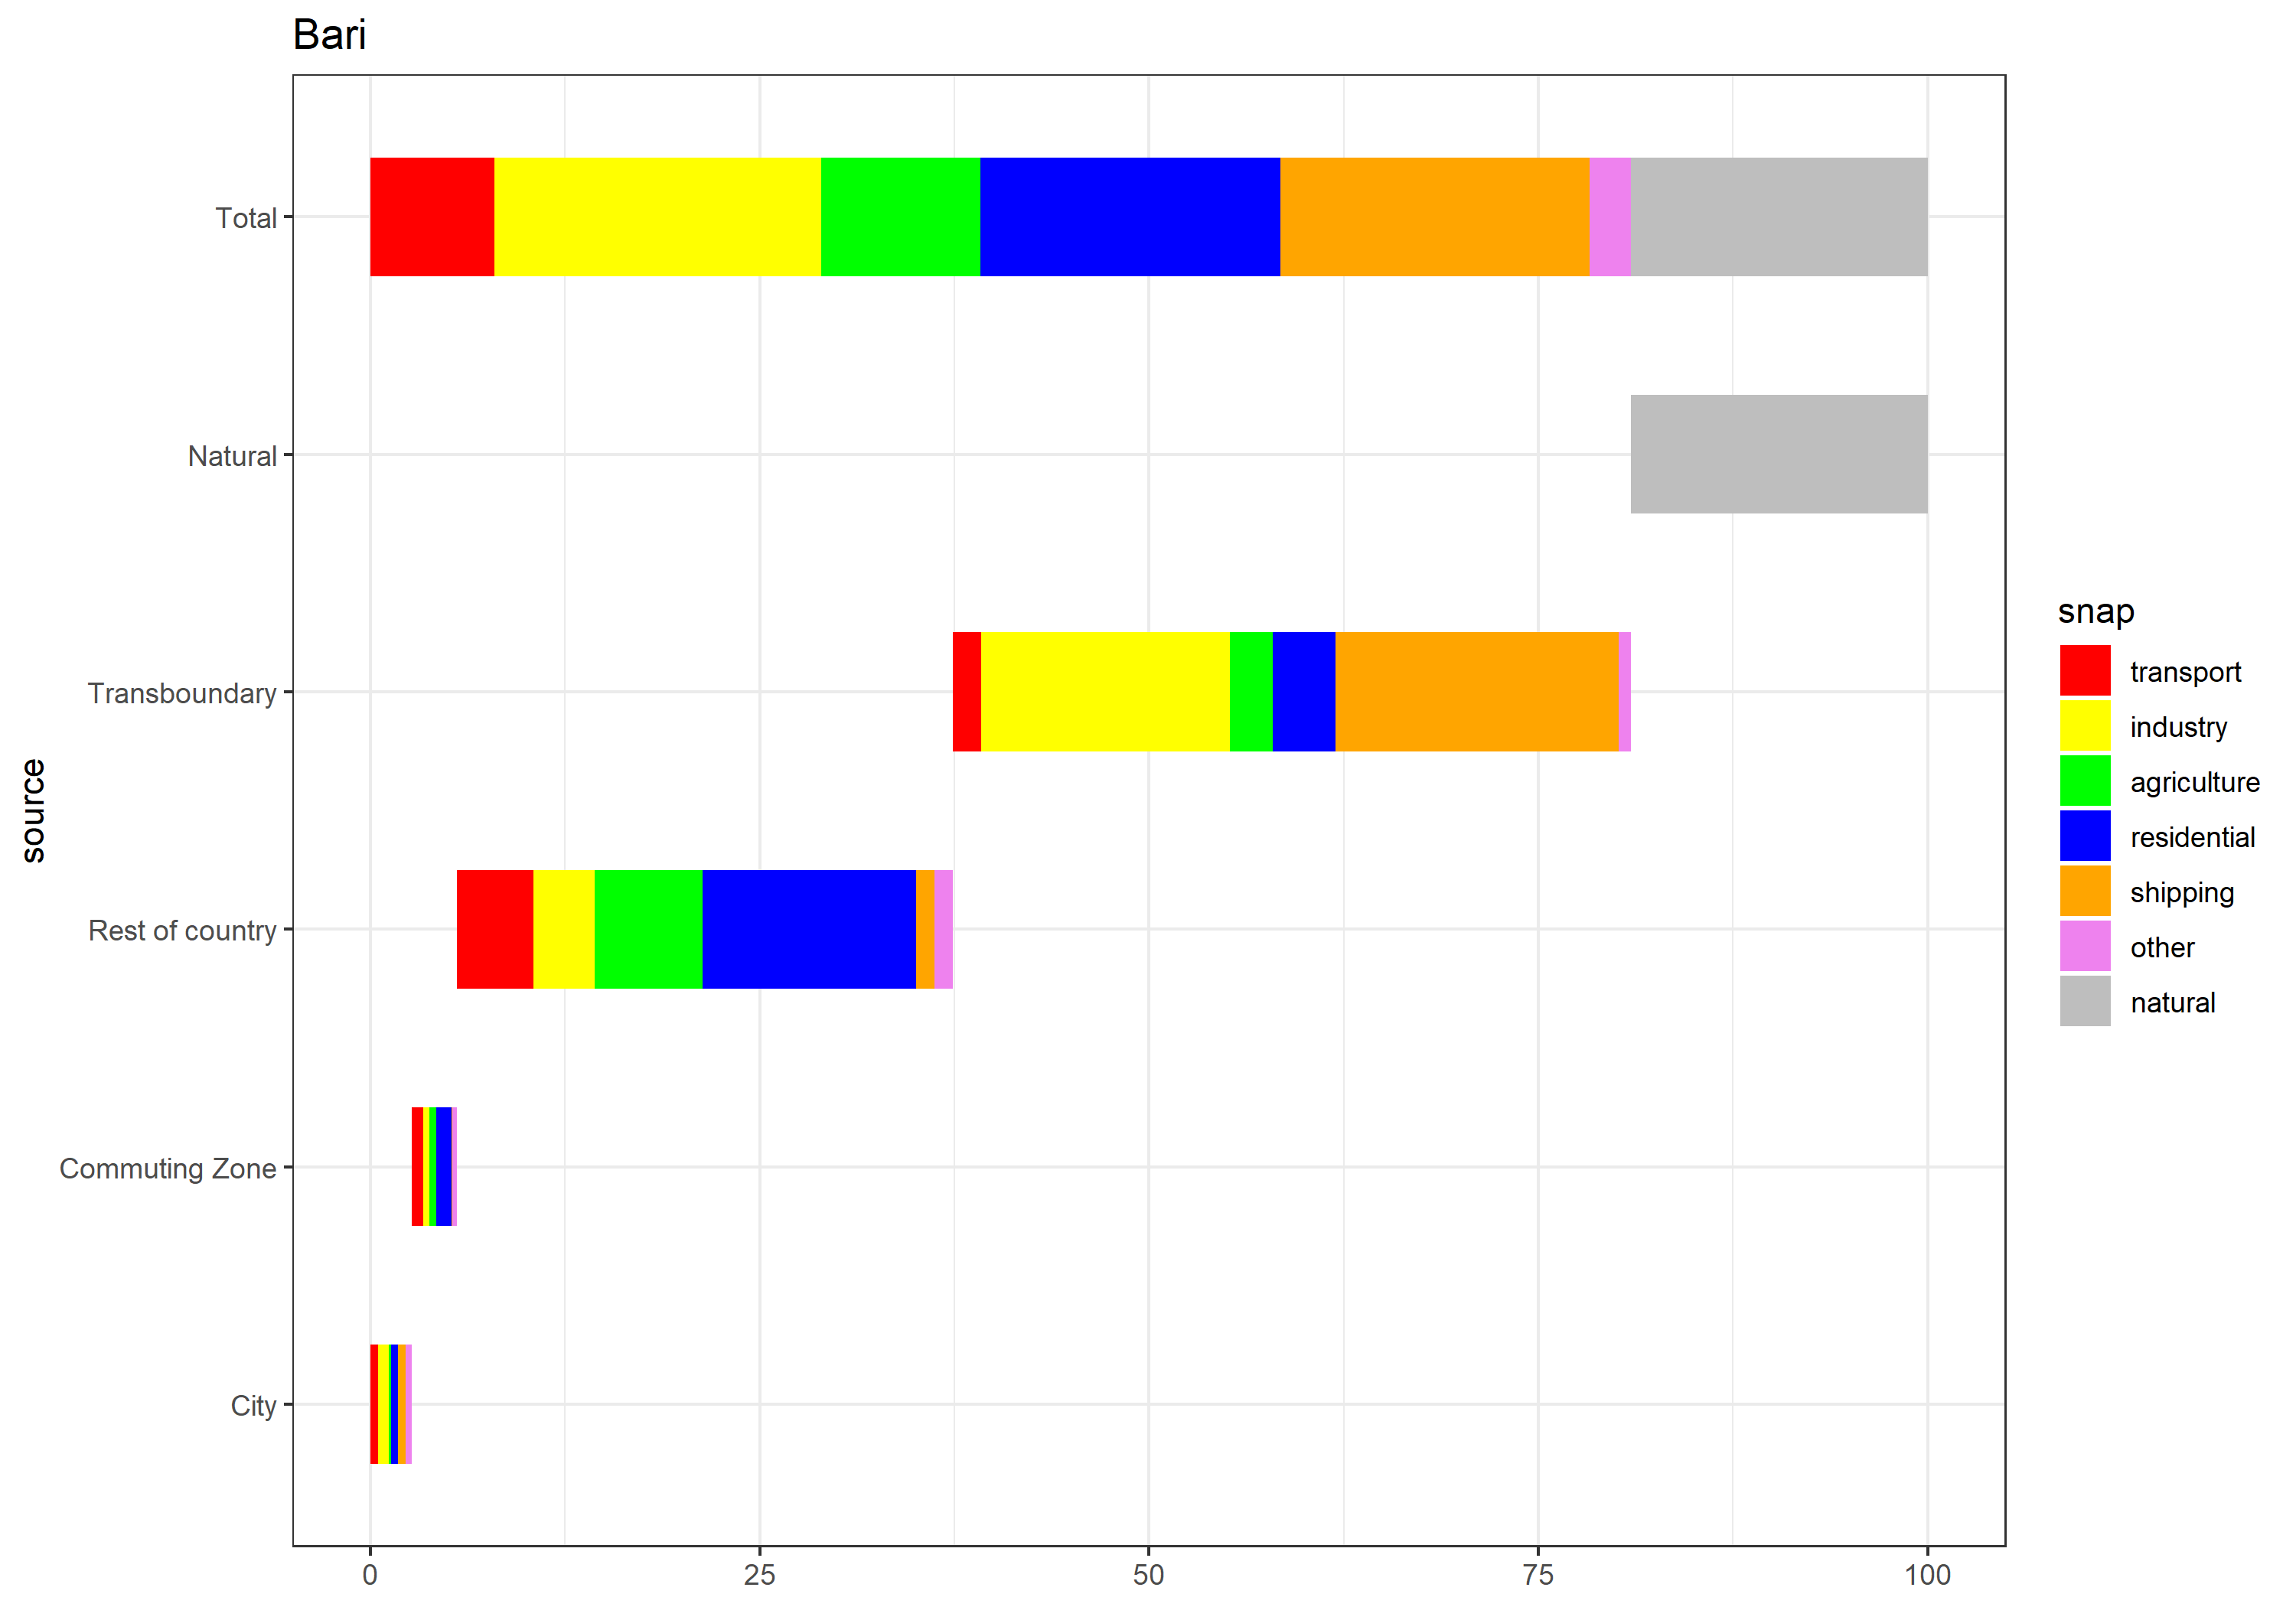 Bari
Total
Natural
Transboundary
Rest of country
Commuting Zone
City
source
0 25 50 75 100
snap
transport
industry
agriculture
residential
shipping
other
natural